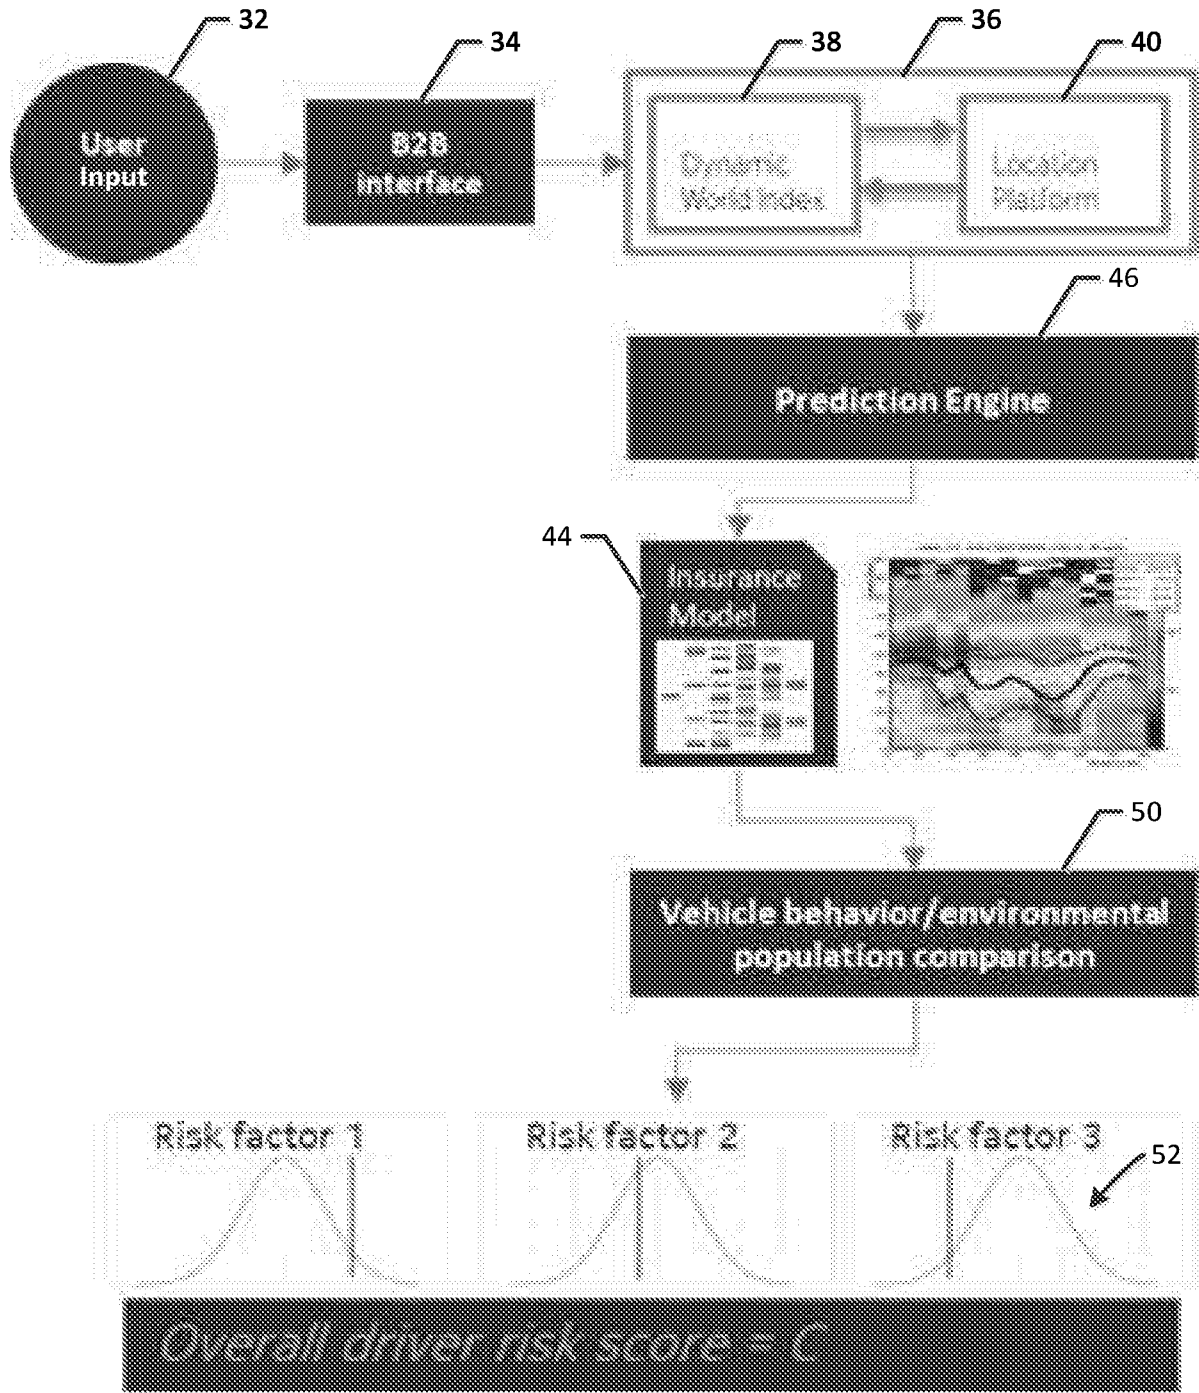 32
34
38
36
40
User
Input
B2B
interface
Dynamic
World Index
Location
Platform
46
Prediction Engine
44
Insurance
Model
50
Vehicle behavior/environmental
population comparison
Risk factor 1
Risk factor 2
Risk factor 3
52
Overall driver risk score = C